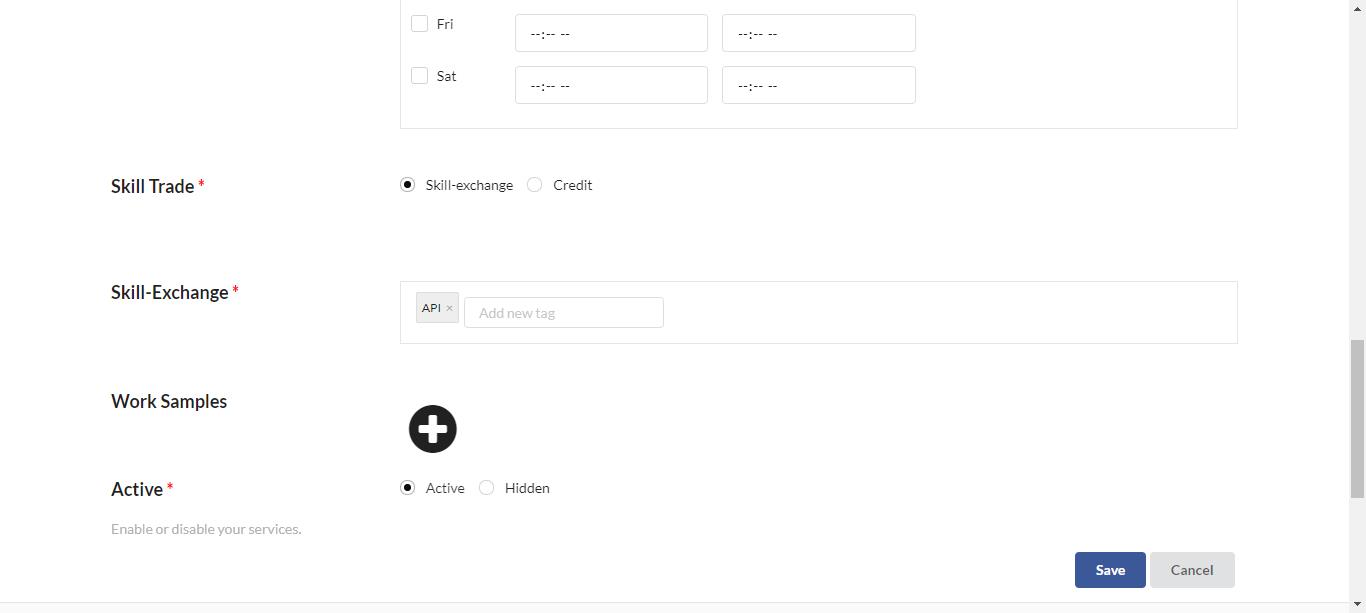 Fri --:-- -- --:-- --
Sat --:-- -- --:-- --
Skill Trade * Skill-exchange Credit
Skill-Exchange * API × Add new tag
Work Samples
Active * Active Hidden
Enable or disable your services.
Save Cancel